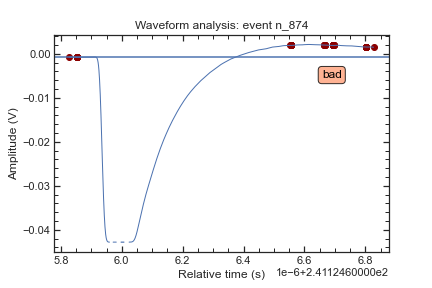 Waveform analysis: event n_874
Amplitude (V)
0.00
−0.01
−0.02
−0.03
−0.04
bad
5.8 6.0 6.2 6.4 6.6 6.8
Relative time (s)
1e−6+2.4112460000e2